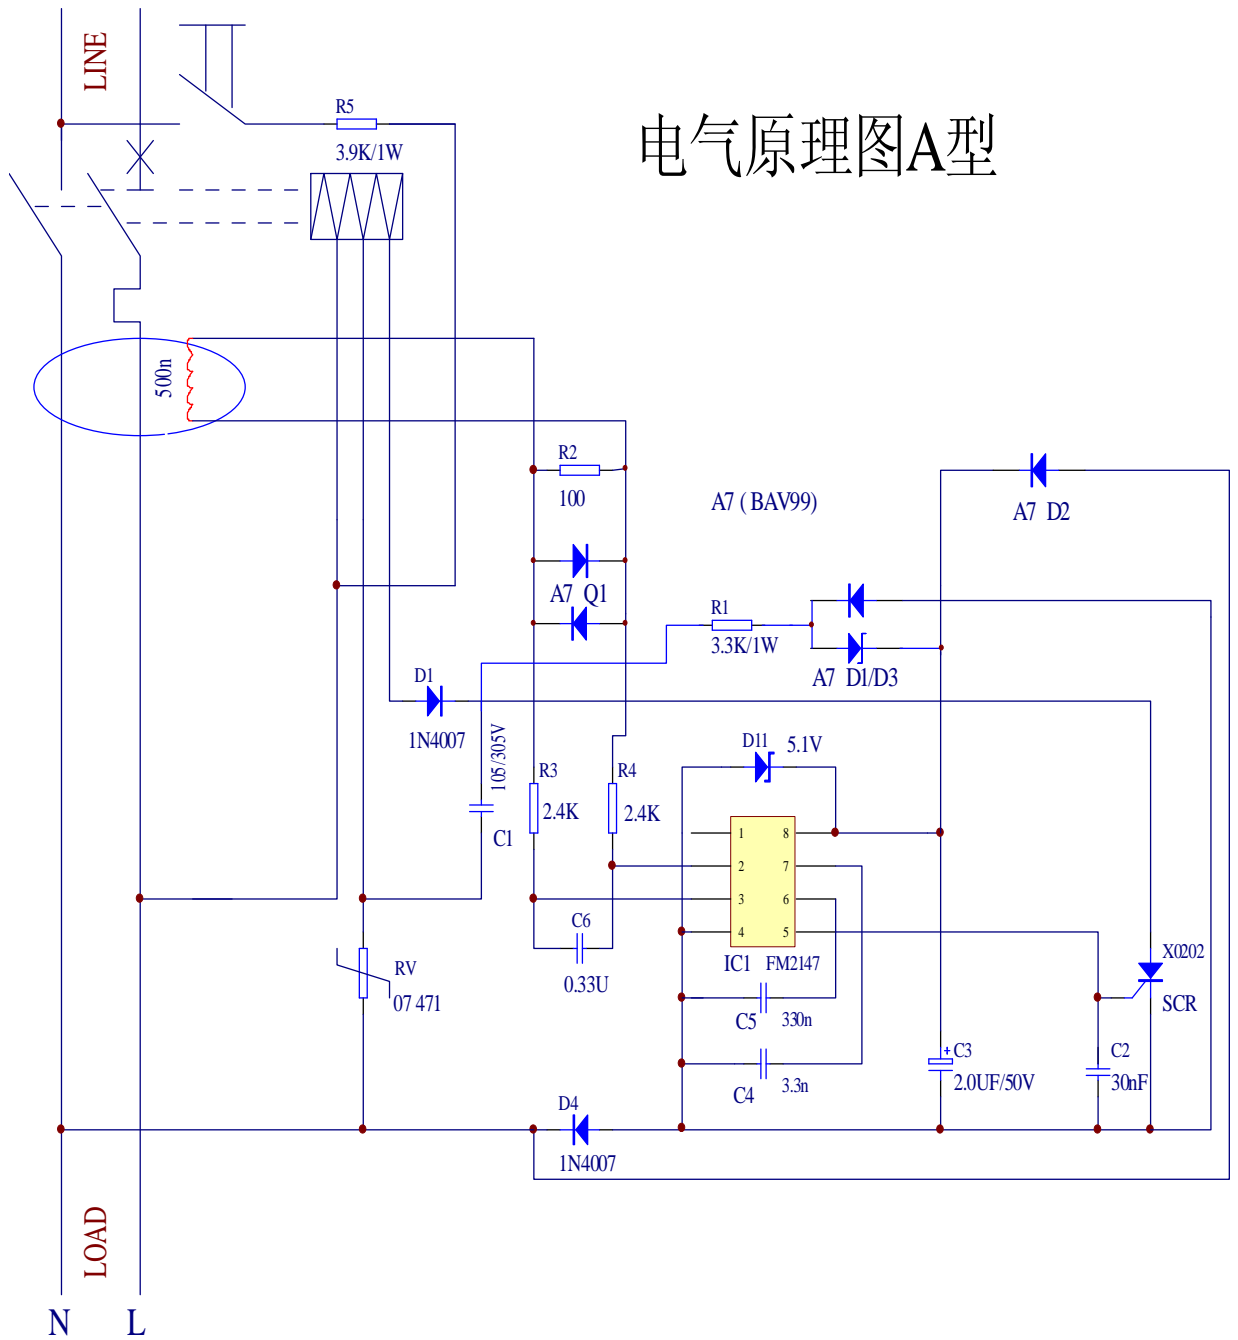 LINE
R5
3.9K/1W
电气原理图A型
500n
R2
100
A7 ( BAV99)
A7 D2
A7 Q1
R1
3.3K/1W
A7 D1/D3
D1
1N4007
105/305V
C1
D11
5.1V
R3
2.4K
R4
2.4K
1
2
3
4
8
7
6
5
IC1
FM2147
C6
0.33U
RV
07 471
C5
330n
C4
3.3n
X0202
SCR
+
C3
2.0UF/50V
C2
30nF
D4
1N4007
LOAD
N
L